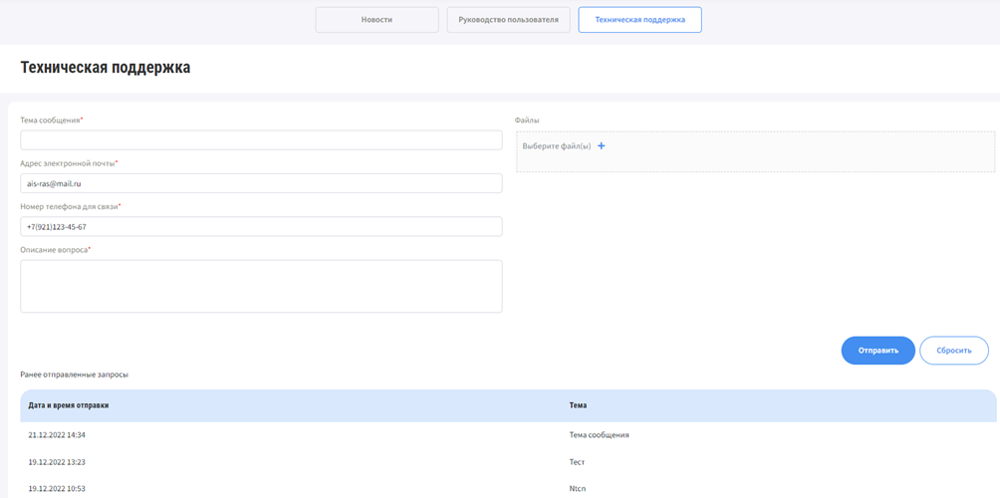 Новости
Руководство пользователя
Техническая поддержка
Техническая поддержка
Тема сообщения*
Адрес электронной почты*
ais-ras@mail.ru
Номер телефона для связи*
+7(921)123-45-67
Описание вопроса*
Файлы
Выберите файл(ы) +
Отправить
Сбросить
Ранее отправленные запросы
Дата и время отправки Тема
21.12.2022 14:34 Тема сообщения
19.12.2022 13:23 Тест
19.12.2022 10:53 Ntcn